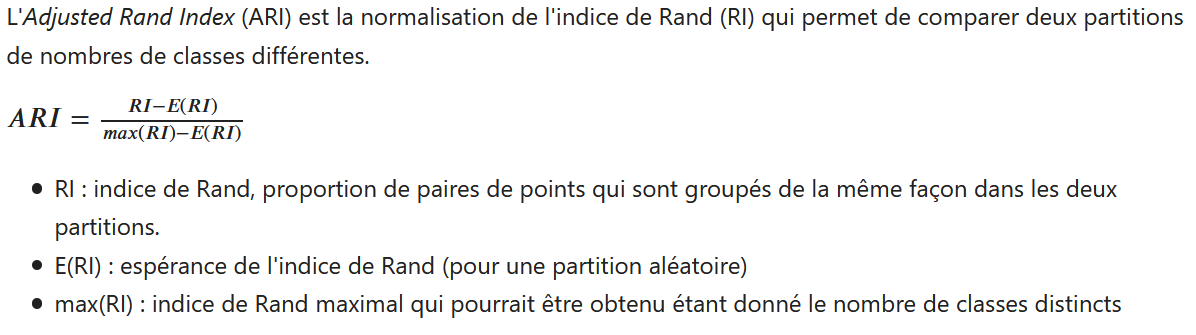 L'Adjusted Rand Index (ARI) est la normalisation de l'indice de Rand (RI) qui permet de comparer deux partitions
de nombres de classes différentes.
ARI = \frac{RI−E(RI)}{max(RI)−E(RI)}
• RI : indice de Rand, proportion de paires de points qui sont groupés de la même façon dans les deux
partitions.
• E(RI) : espérance de l'indice de Rand (pour une partition aléatoire)
• max(RI) : indice de Rand maximal qui pourrait être obtenu étant donné le nombre de classes distincts